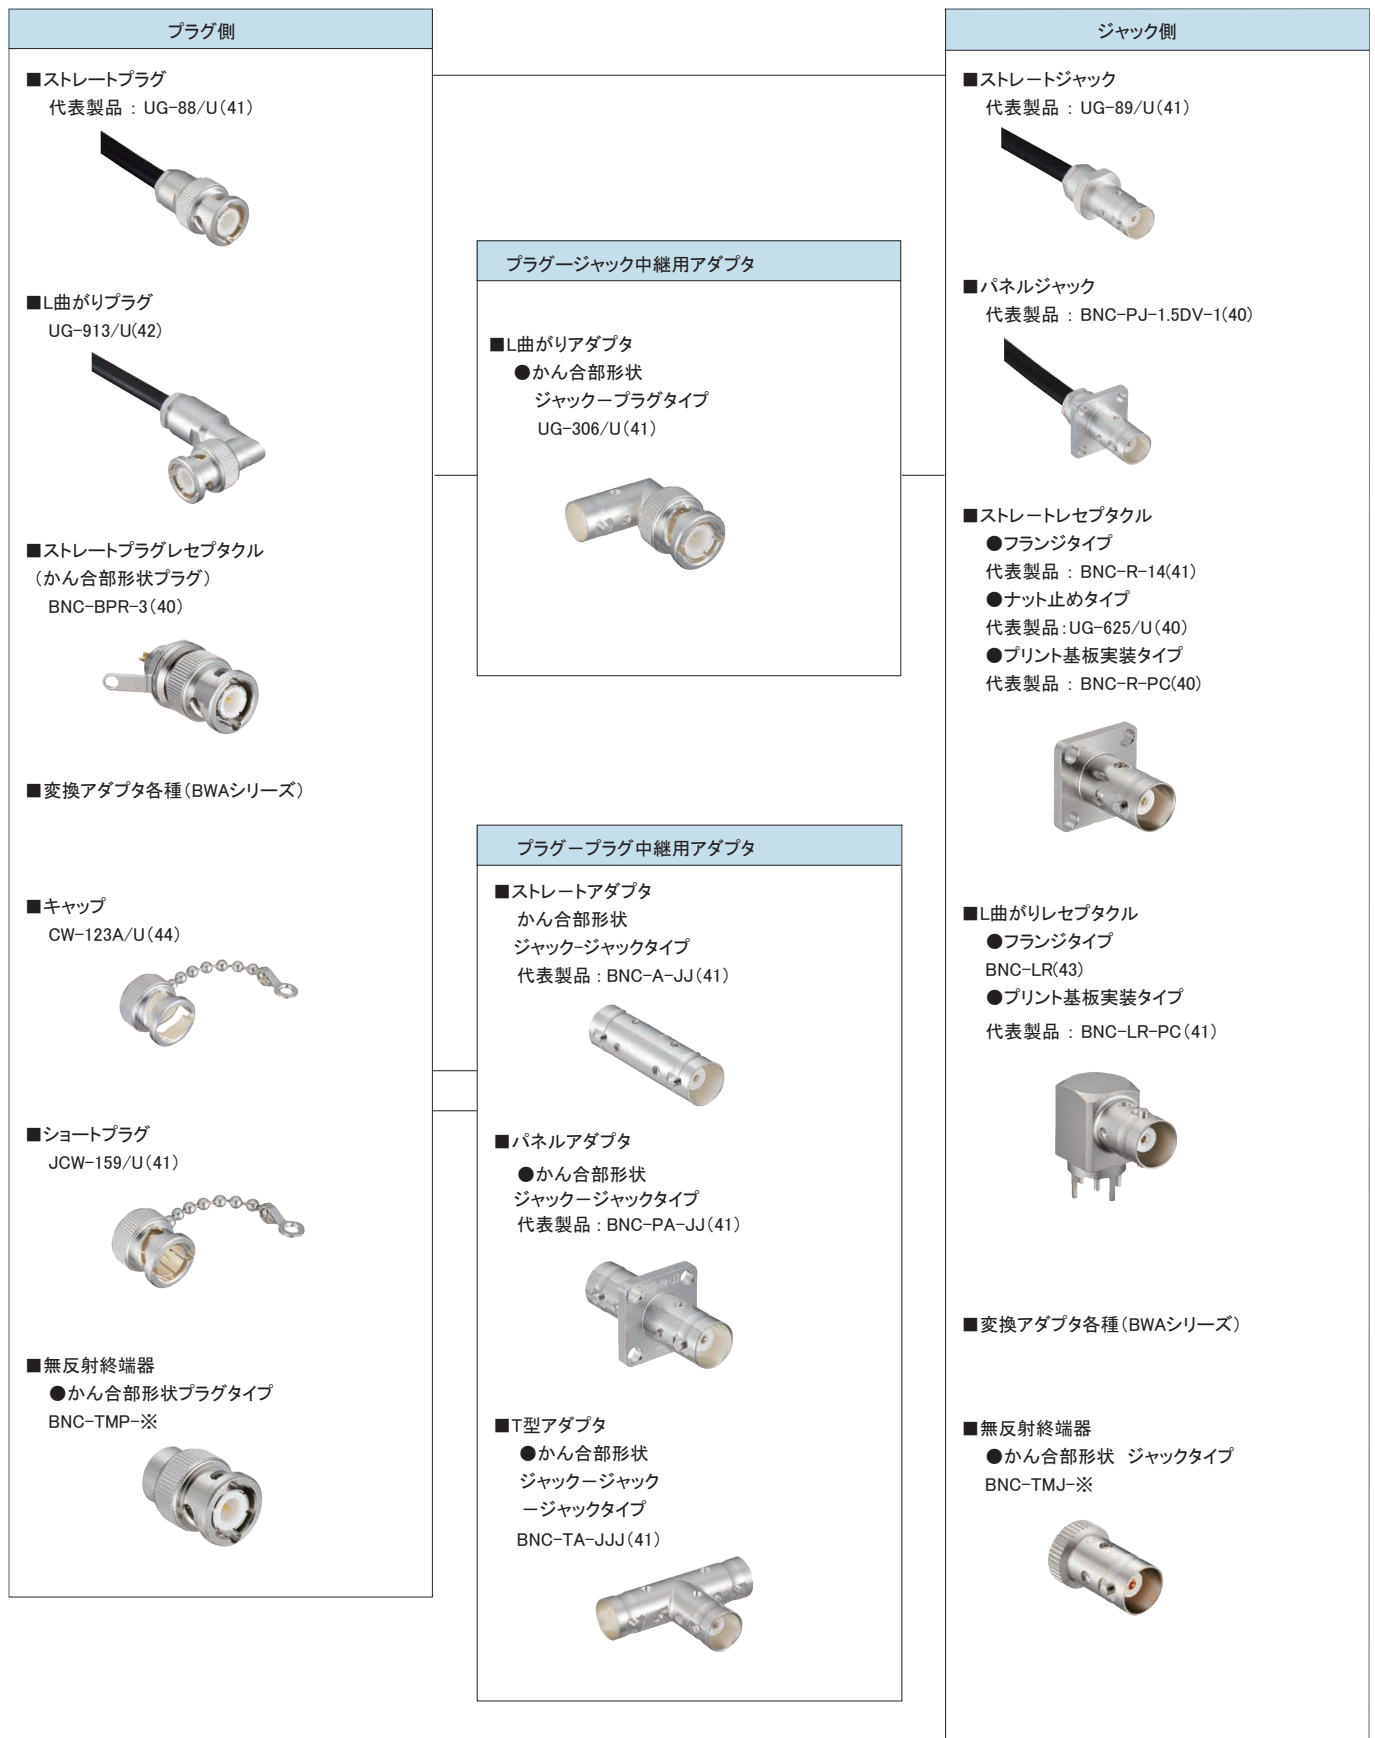 プラグ側
■ストレートプラグ
代表製品 : UG-88/U(41)
■L曲がりプラグ
UG-913/U(42)
■ストレートプラグレセプタクル
(かん合部形状プラグ)
BNC-BPR-3(40)
■変換アダプタ各種(BWAシリーズ)
■キャップ
CW-123A/U(44)
■ショートプラグ
JCW-159/U(41)
■無反射終端器
●かん合部形状プラグタイプ
BNC-TMP-※
プラグージャック中継用アダプタ
■L曲がりアダプタ
●かん合部形状
ジャックープラグタイプ
UG-306/U(41)
プラグープラグ中継用アダプタ
■ストレートアダプタ
かん合部形状
ジャック-ジャックタイプ
代表製品 : BNC-A-JJ(41)
■パネルアダプタ
●かん合部形状
ジャックージャックタイプ
代表製品 : BNC-PA-JJ(41)
■T型アダプタ
●かん合部形状
ジャックージャック
ージャックタイプ
BNC-TA-JJJ(41)
ジャック側
■ストレートジャック
代表製品 : UG-89/U(41)
■パネルジャック
代表製品 : BNC-PJ-1.5DV-1(40)
■ストレートレセプタクル
●フランジタイプ
代表製品 : BNC-R-14(41)
●ナット止めタイプ
代表製品:UG-625/U(40)
●プリント基板実装タイプ
代表製品 : BNC-R-PC(40)
■L曲がりレセプタクル
●フランジタイプ
BNC-LR(43)
●プリント基板実装タイプ
代表製品 : BNC-LR-PC(41)
■変換アダプタ各種(BWAシリーズ)
■無反射終端器
●かん合部形状 ジャックタイプ
BNC-TMJ-※